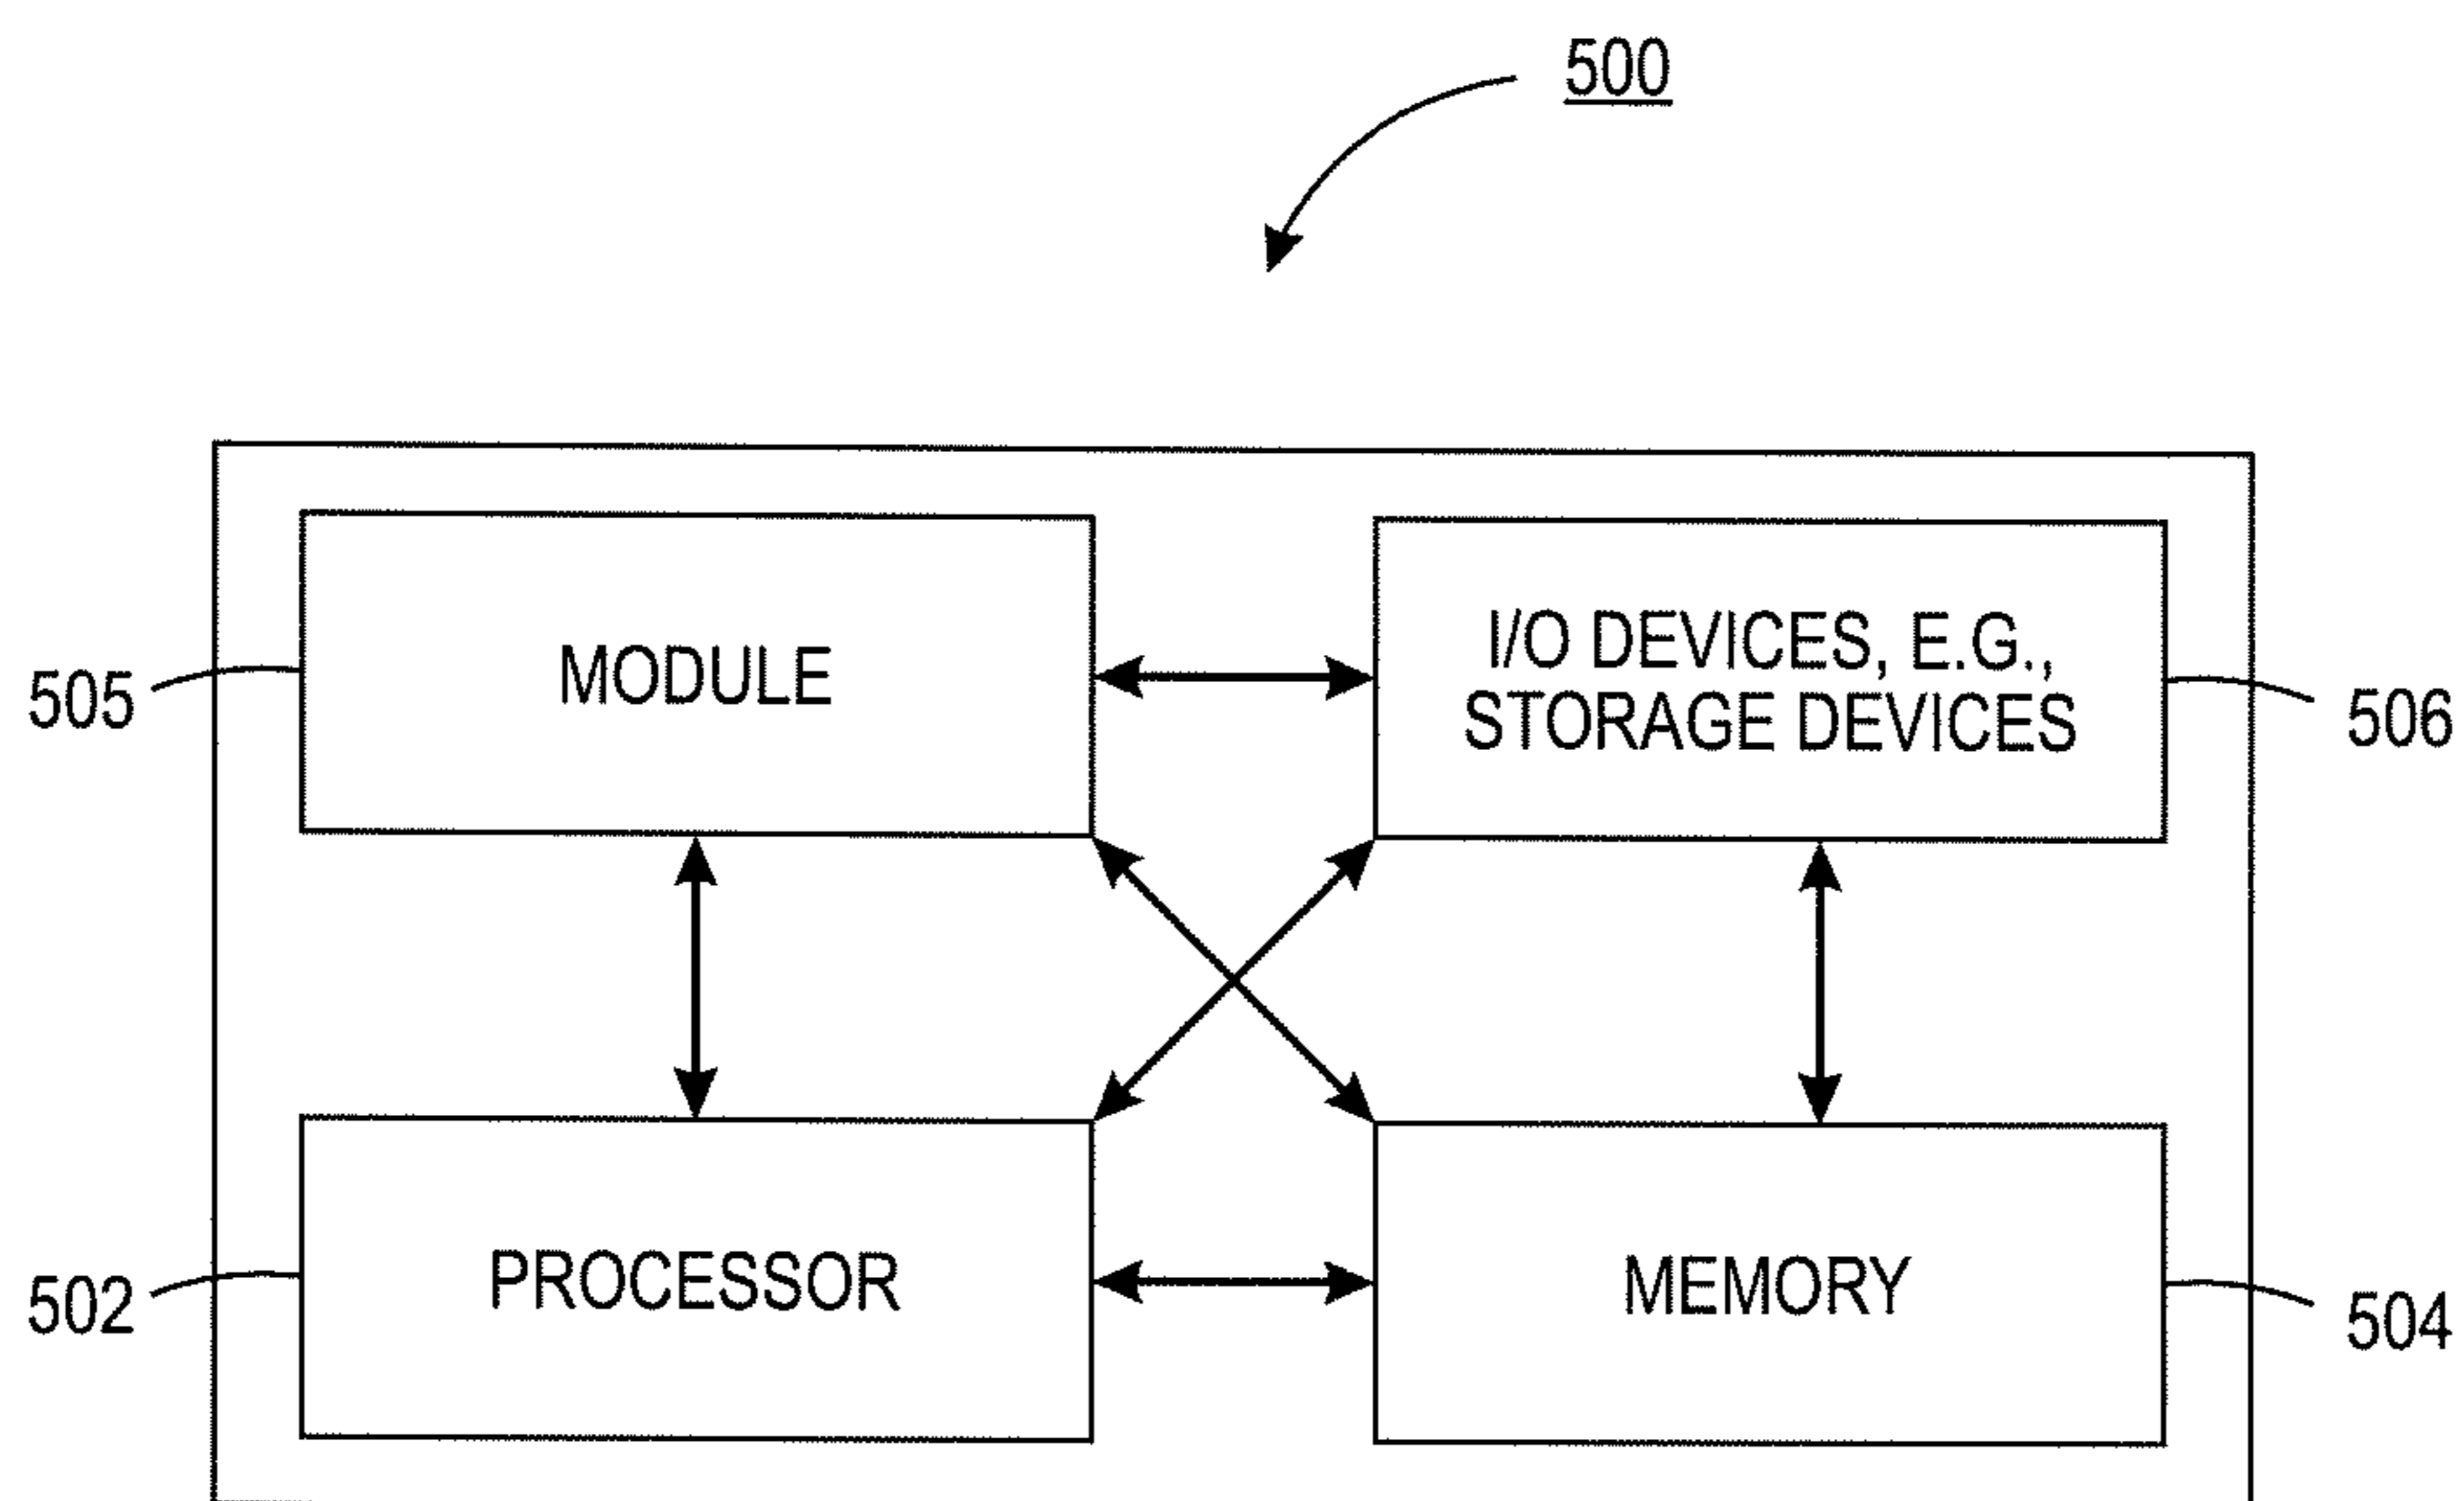 500
MODULE
I/O DEVICES, E.G.,
STORAGE DEVICES
505
506
PROCESSOR
MEMORY
502
504